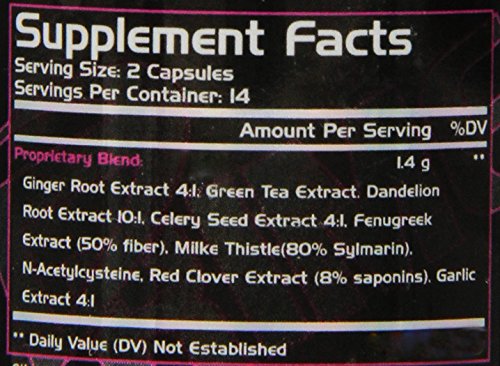 Supplement Facts
Serving Size: 2 Capsules
Servings Per Container: 14
Amount Per Serving %DV
Proprietary Blend: 1.4 g **
Ginger Root Extract 4:1, Green Tea Extract, Dandelion
Root Extract 10:1, Celery Seed Extract 4:1, Fenugreek
Extract (50% fiber), Milke Thistle(80% Sylmarin),
N-Acetylcysteine, Red Clover Extract (8% saponins), Garlic
Extract 4:1
** Daily Value (DV) Not Established